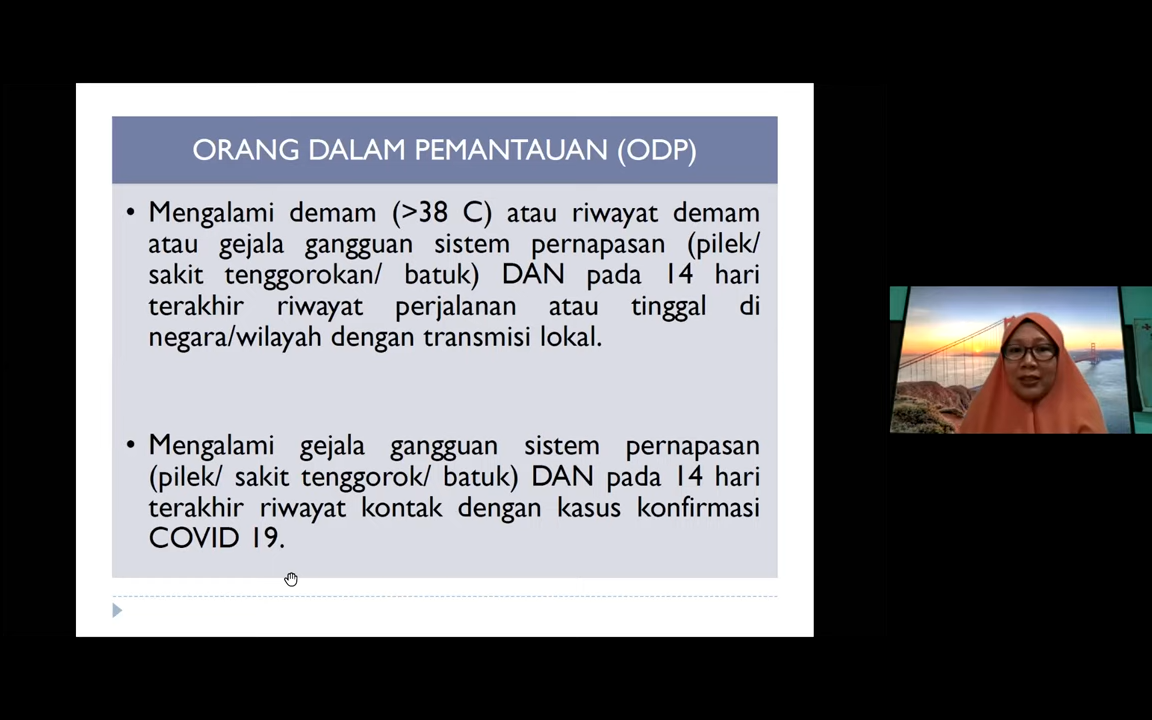 ORANG DALAM PEMANTAUAN (ODP)
• Mengalami demam (>38 C) atau riwayat demam
atau gejala gangguan sistem pernapasan (pilek/
sakit tenggorokan/ batuk) DAN pada 14 hari
terakhir riwayat perjalanan atau tinggal di
negara/wilayah dengan transmisi lokal.
• Mengalami gejala gangguan sistem pernapasan
(pilek/ sakit tenggorok/ batuk) DAN pada 14 hari
terakhir riwayat kontak dengan kasus konfirmasi
COVID 19.